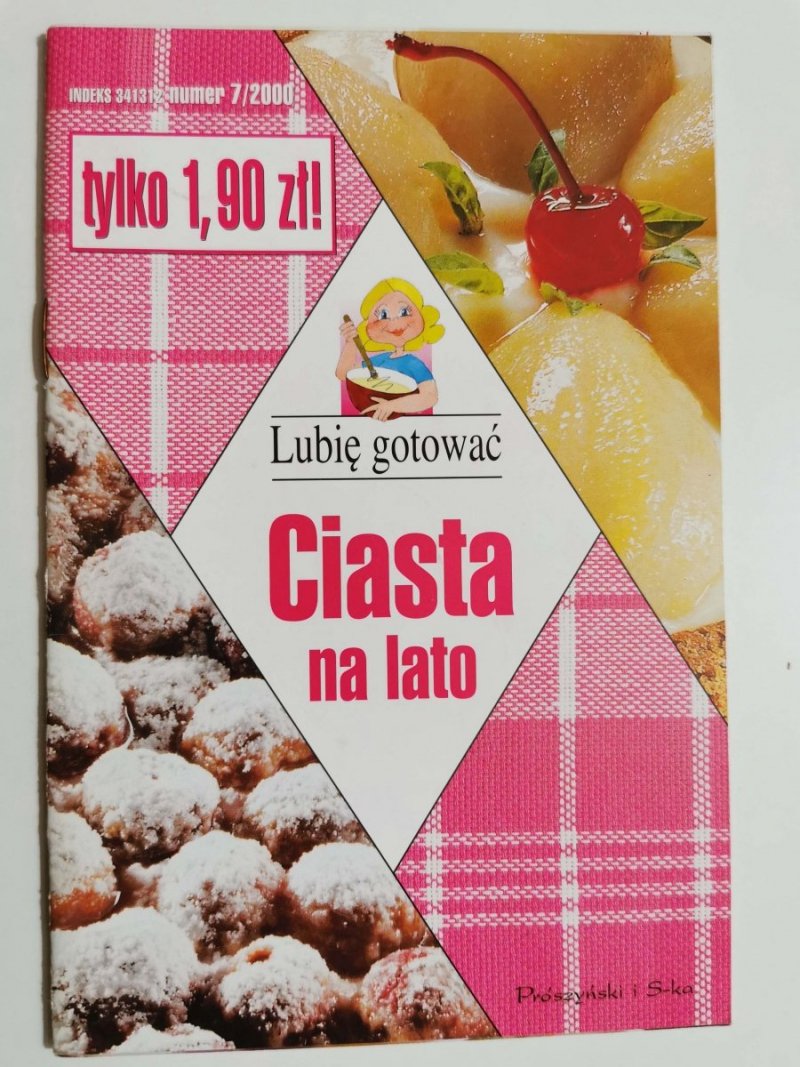 INDEKS 341312 numer 7/2000
tylko 1,90 zł!
Lubię gotować
Ciasta
na lato
Prószyński i S-ka